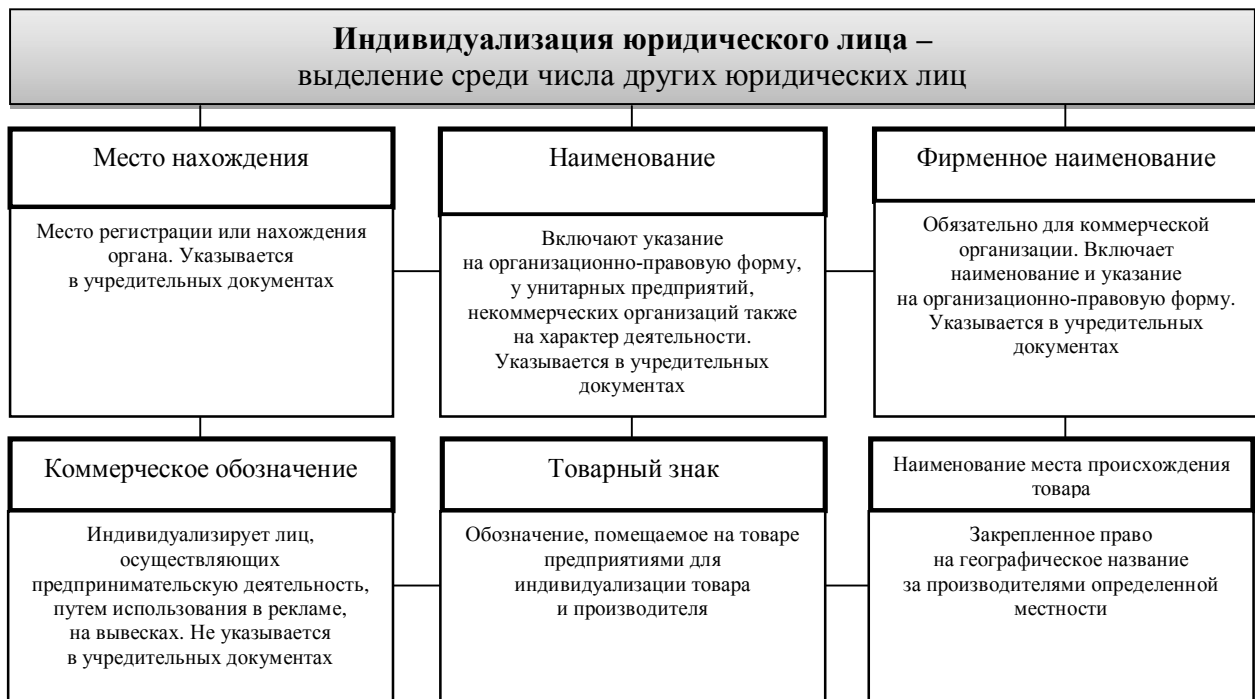 Индивидуализация юридического лица –
выделение среди числа других юридических лиц
Место нахождения
Место регистрации или нахождения
органа. Указывается
в учредительных документах
Наименование
Включают указание
на организационно-правовую форму,
у унитарных предприятий,
некоммерческих организаций также
на характер деятельности.
Указывается в учредительных
документах
Фирменное наименование
Обязательно для коммерческой
организации. Включает
наименование и указание
на организационно-правовую форму.
Указывается в учредительных
документах
Коммерческое обозначение
Индивидуализирует лиц,
осуществляющих
предпринимательскую деятельность,
путем использования в рекламе,
на вывесках. Не указывается
в учредительных документах
Товарный знак
Обозначение, помещаемое на товаре
предприятиями для
индивидуализации товара
и производителя
Наименование места происхождения
товара
Закрепленное право
на географическое название
за производителями определенной
местности